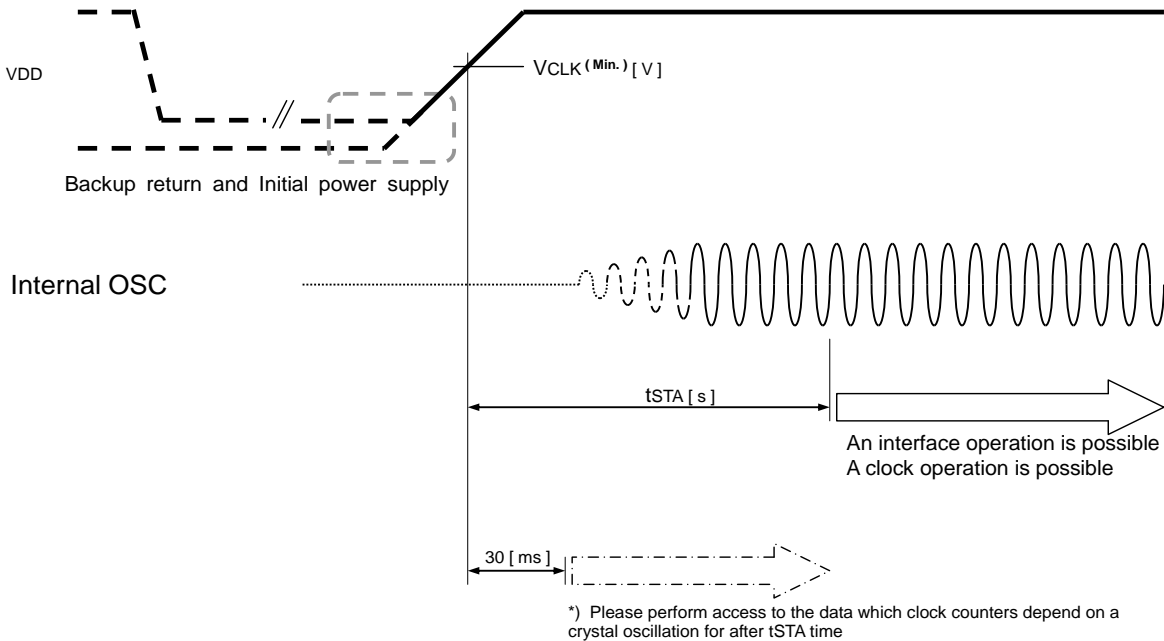 VDD
VCLK (Min.) [ V ]
Backup return and Initial power supply
Internal OSC
tSTA [ s ]
An interface operation is possible
A clock operation is possible
30 [ ms ]
*) Please perform access to the data which clock counters depend on a
crystal oscillation for after tSTA time